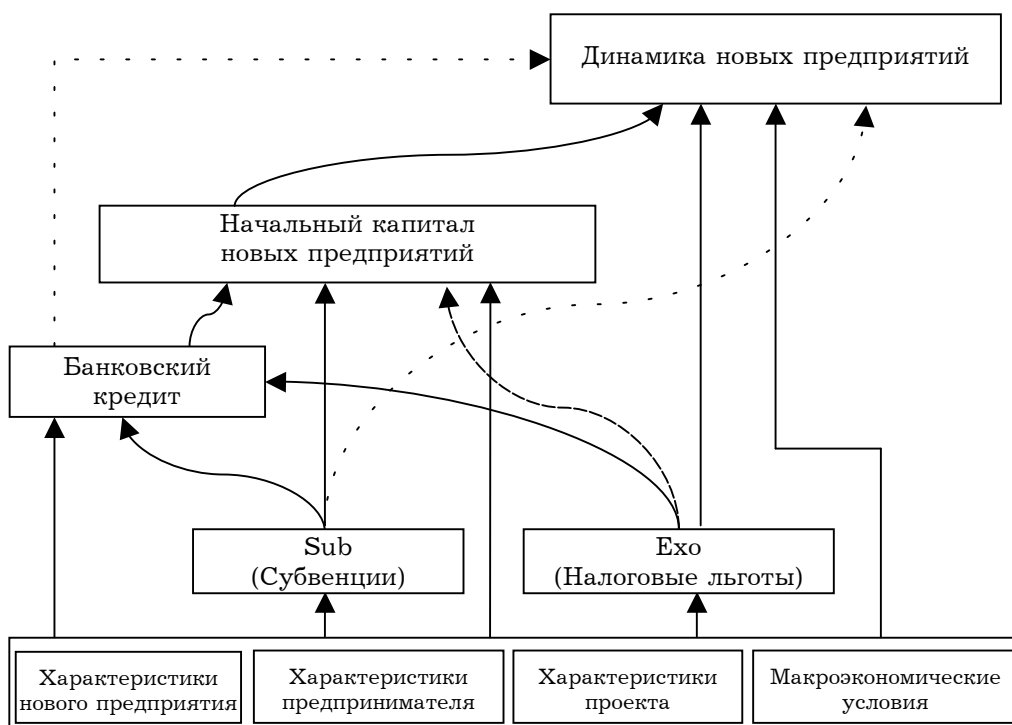 Динамика новых предприятий
Начальный капитал
новых предприятий
Банковский
кредит
Sub
(Субвенции)
Exo
(Налоговые льготы)
Характеристики
нового предприятия
Характеристики
предпринимателя
Характеристики
проекта
Макроэкономические
условия